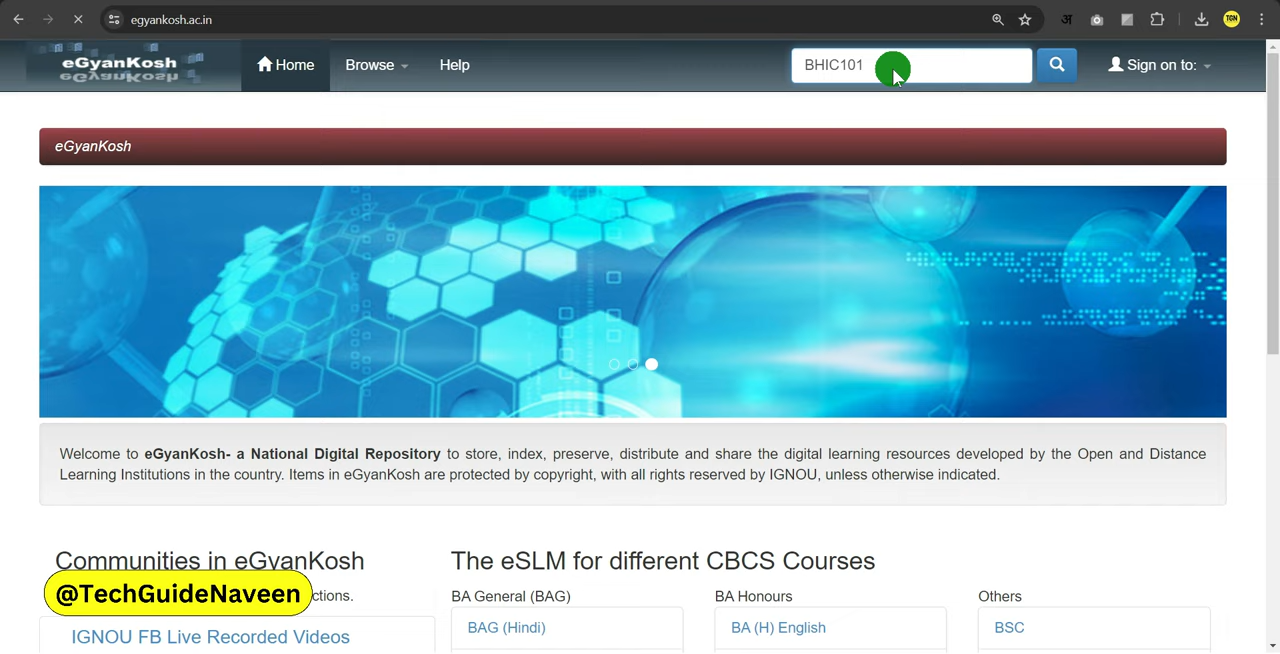 egyankosh.ac.in
अ
TGN
eGyanKosh
Home
Browse
Help
BHIC101
Sign on to:
eGyanKosh
Welcome to eGyanKosh- a National Digital Repository to store, index, preserve, distribute and share the digital learning resources developed by the Open and Distance
Learning Institutions in the country. Items in eGyanKosh are protected by copyright, with all rights reserved by IGNOU, unless otherwise indicated.
Communities in eGyanKosh
@TechGuideNaveen
ctions.
IGNOU FB Live Recorded Videos
The eSLM for different CBCS Courses
BA General (BAG)
BAG (Hindi)
BA Honours
BA (H) English
Others
BSC